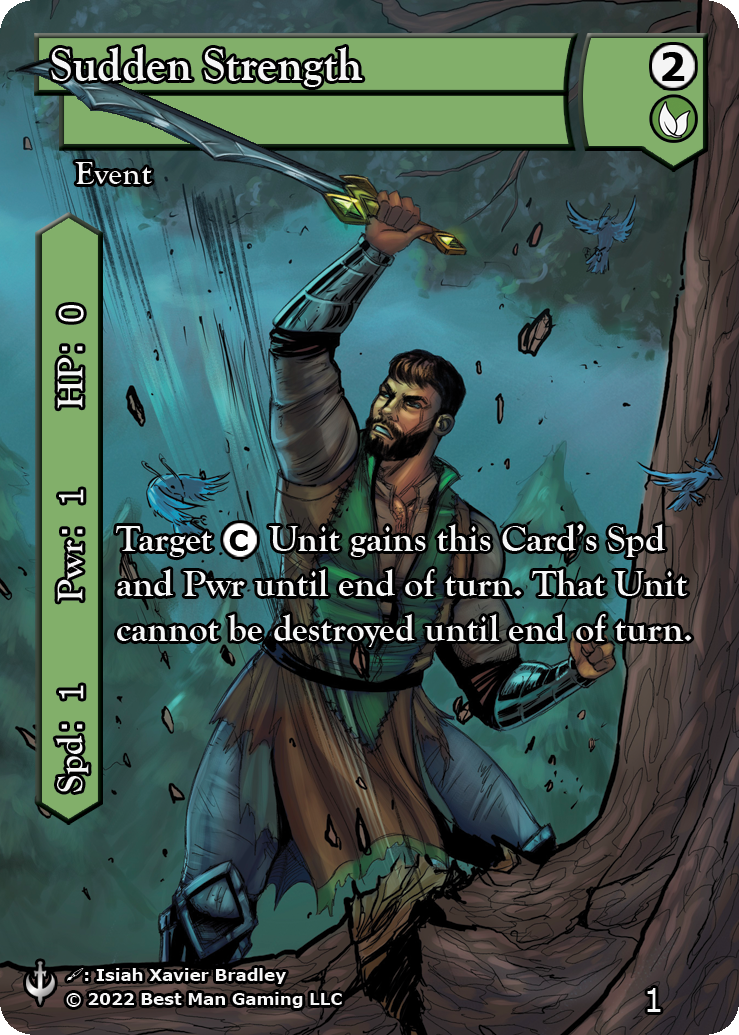 Sudden Strength
2
Event
HP: 0
Pwr: 1
Spd: 1
Target C Unit gains this Card's Spd
and Pwr until end of turn. That Unit
cannot be destroyed until end of turn.
: Isiah Xavier Bradley
© 2022 Best Man Gaming LLC
1